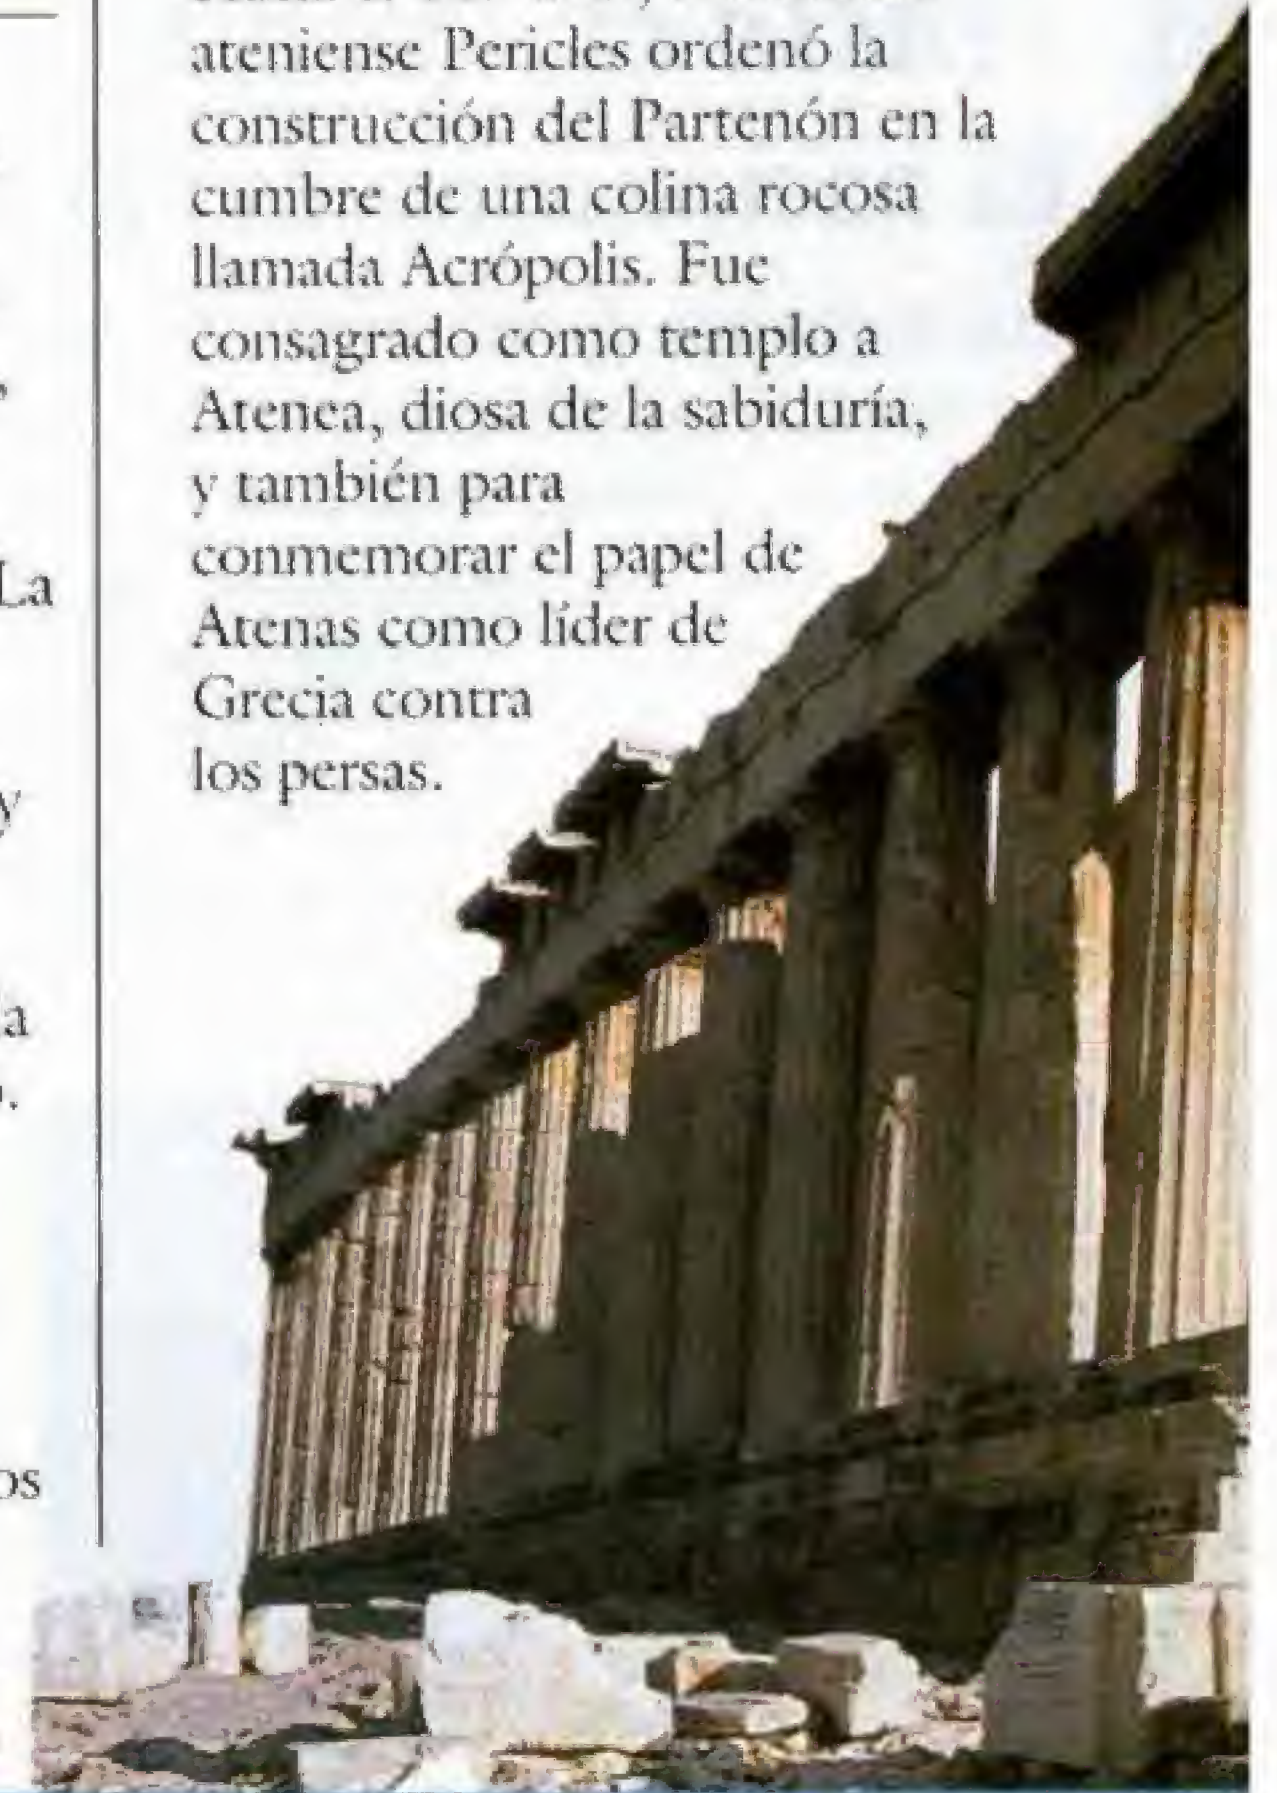 ateniense Pericles ordenó la
construcción del Partenón en la
cumbre de una colina rocosa
llamada Acrópolis. Fue
consagrado como templo a
Atenea, diosa de la sabiduría,
y también para
conmemorar el papel de
Atenas como líder de
Grecia contra
los persas.
La
y
a
os